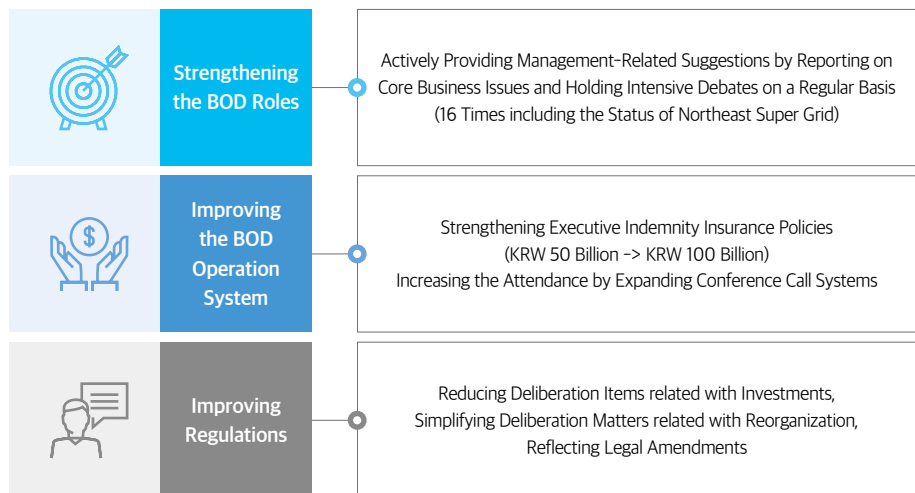 Strengthening
the BOD Roles
Actively Providing Management-Related Suggestions by Reporting on
Core Business Issues and Holding Intensive Debates on a Regular Basis
(16 Times including the Status of Northeast Super Grid)
Improving
the BOD
Operation
System
$
Strengthening Executive Indemnity Insurance Policies
(KRW 50 Billion -> KRW 100 Billion)
Increasing the Attendance by Expanding Conference Call Systems
Improving
Regulations
Reducing Deliberation Items related with Investments,
Simplifying Deliberation Matters related with Reorganization,
Reflecting Legal Amendments